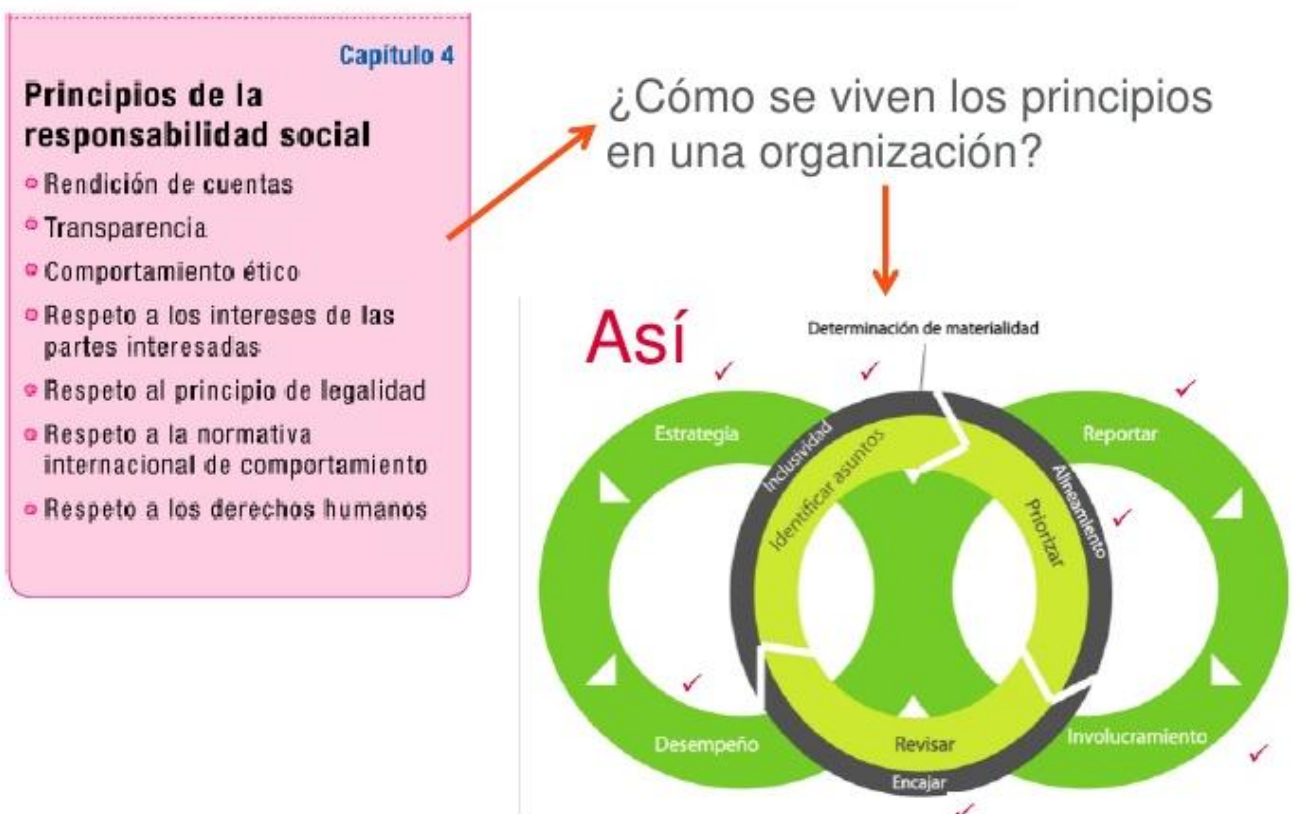 Capítulo 4
Principios de la
responsabilidad social
Rendición de cuentas
Transparencia
Comportamiento ético
Respeto a los intereses de las
partes interesadas
Respeto al principio de legalidad
Respeto a la normativa
internacional de comportamiento
Respeto a los derechos humanos
¿Cómo se viven los principios
en una organización?
Así
Determinación de materialidad
Estrategia
Inclusividad
Identificar asuntos
Reportar
Alineamiento
Priorizar
Desempeño
Revisar
Involucramiento
Encajar